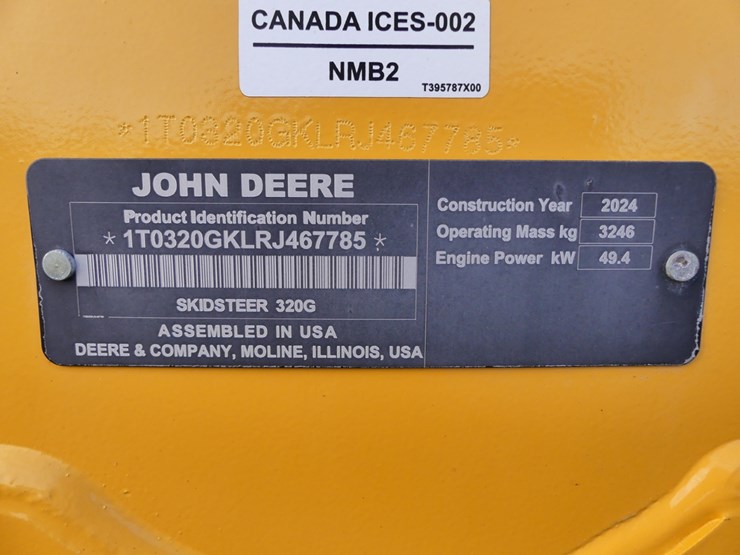 CANADA ICES-002
NMB2
T395787X00
*1T0320GKLRJ467785*
JOHN DEERE
Product Identification Number
*1T0320GKLRJ467785*
SKIDSTEER 320G
ASSEMBLED IN USA
DEERE & COMPANY, MOLINE, ILLINOIS, USA
Construction Year 2024
Operating Mass kg 3246
Engine Power kW 49.4